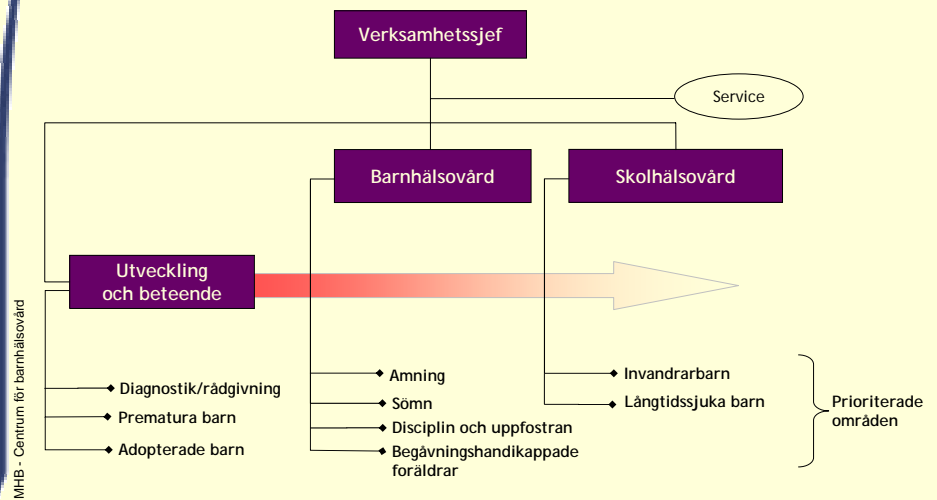 Verksamhetssjef
Service
Barnhälsovård
Skolhälsovård
Utveckling
och beteende
Diagnostik/rådgivning
Prematura barn
Adopterade barn
Amning
Sömn
Disciplin och uppfostran
Begåvningshandikappade
föräldrar
Invandrarbarn
Långtidssjuka barn
Prioriterade
områden
MHB - Centrum för barnhälsovård